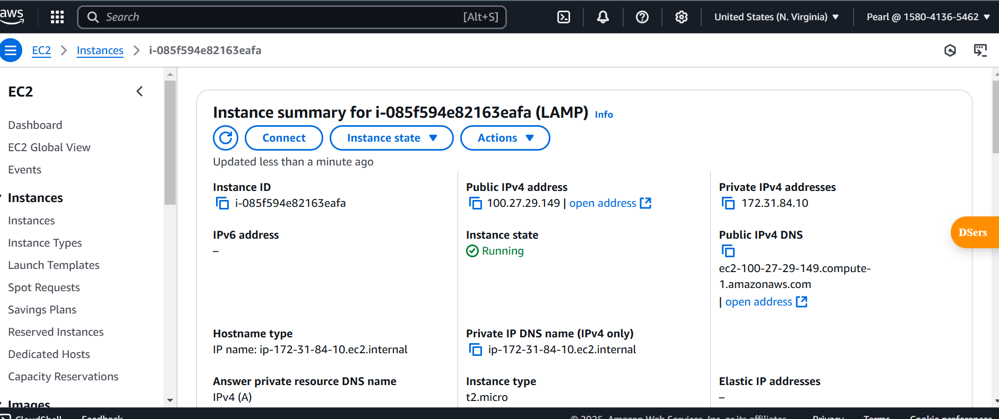 aws
Search
[Alt+S]
United States (N. Virginia)
Pearl @ 1580-4136-5462
EC2
Instances
i-085f594e82163eafa
EC2
Dashboard
EC2 Global View
Events
Instances
Instances
Instance Types
Launch Templates
Spot Requests
Savings Plans
Reserved Instances
Dedicated Hosts
Capacity Reservations
Images
Instance summary for i-085f594e82163eafa (LAMP) Info
Connect
Instance state
Actions
Updated less than a minute ago
Instance ID
i-085f594e82163eafa
Public IPv4 address
100.27.29.149 | open address
Private IPv4 addresses
172.31.84.10
IPv6 address
–
Instance state
Running
Public IPv4 DNS
ec2-100-27-29-149.compute-
1.amazonaws.com
| open address
Hostname type
IP name: ip-172-31-84-10.ec2.internal
Private IP DNS name (IPv4 only)
ip-172-31-84-10.ec2.internal
Answer private resource DNS name
IPv4 (A)
Instance type
t2.micro
Elastic IP addresses
–
DSers
CloudShell
Feedback
© 2025, Amazon Web Services, Inc. or its affiliates.
Privacy
Terms
Cookie preferences